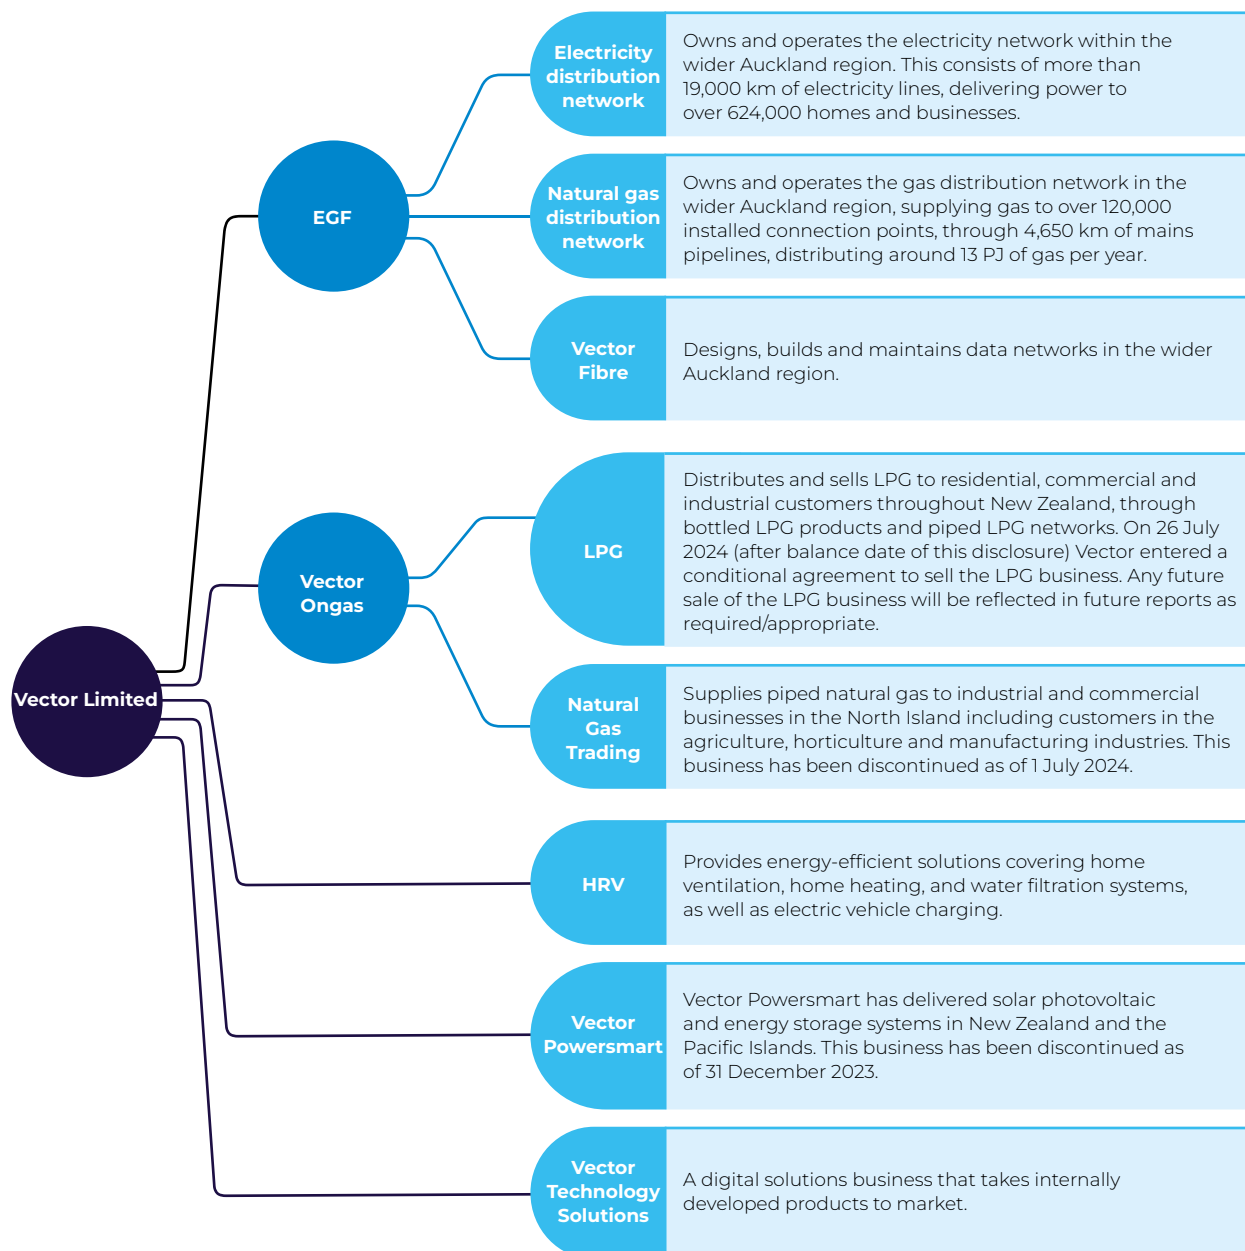 Vector Limited
EGF
Electricity
distribution
network
Owns and operates the electricity network within the
wider Auckland region. This consists of more than
19,000 km of electricity lines, delivering power to
over 624,000 homes and businesses.
Natural gas
distribution
network
Owns and operates the gas distribution network in the
wider Auckland region, supplying gas to over 120,000
installed connection points, through 4,650 km of mains
pipelines, distributing around 13 PJ of gas per year.
Vector
Fibre
Designs, builds and maintains data networks in the wider
Auckland region.
Vector
Ongas
LPG
Distributes and sells LPG to residential, commercial and
industrial customers throughout New Zealand, through
bottled LPG products and piped LPG networks. On 26 July
2024 (after balance date of this disclosure) Vector entered a
conditional agreement to sell the LPG business. Any future
sale of the LPG business will be reflected in future reports as
required/appropriate.
Natural
Gas
Trading
Supplies piped natural gas to industrial and commercial
businesses in the North Island including customers in the
agriculture, horticulture and manufacturing industries. This
business has been discontinued as of 1 July 2024.
HRV
Provides energy-efficient solutions covering home
ventilation, home heating, and water filtration systems,
as well as electric vehicle charging.
Vector
Powersmart
Vector Powersmart has delivered solar photovoltaic
and energy storage systems in New Zealand and the
Pacific Islands. This business has been discontinued as
of 31 December 2023.
Vector
Technology
Solutions
A digital solutions business that takes internally
developed products to market.